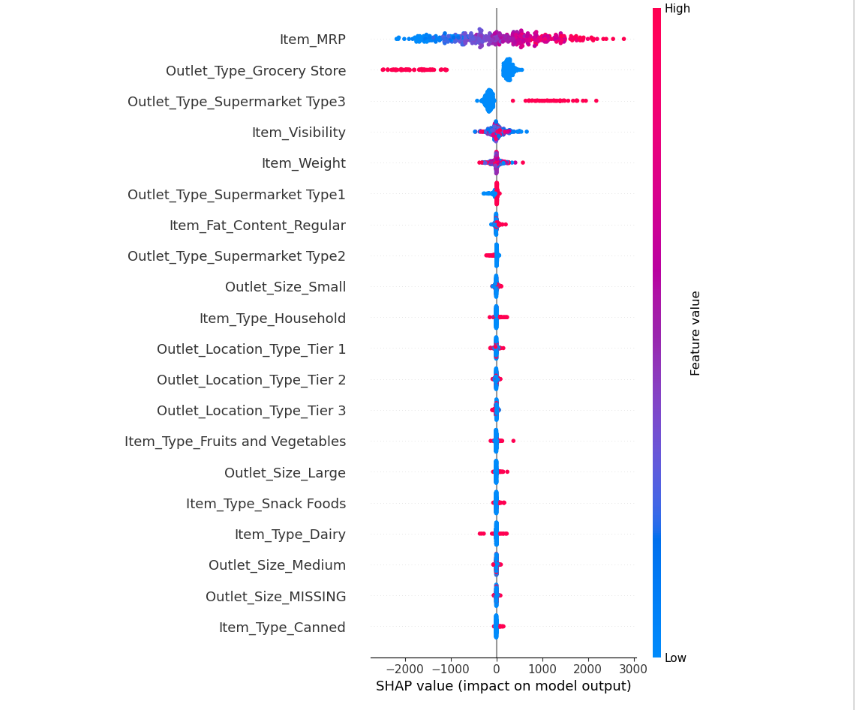 High
Item_MRP
Outlet_Type_Grocery Store
Outlet_Type_Supermarket Type3
Item_Visibility
Item_Weight
Outlet_Type_Supermarket Type1
Item_Fat_Content_Regular
Outlet_Type_Supermarket Type2
Outlet_Size_Small
Item_Type_Household
Outlet_Location_Type_Tier 1
Outlet_Location_Type_Tier 2
Outlet_Location_Type_Tier 3
Item_Type_Fruits and Vegetables
Outlet_Size_Large
Item_Type_Snack Foods
Item_Type_Dairy
Outlet_Size_Medium
Outlet_Size_MISSING
Item_Type_Canned
Feature value
Low
−2000 −1000 0 1000 2000 3000
SHAP value (impact on model output)